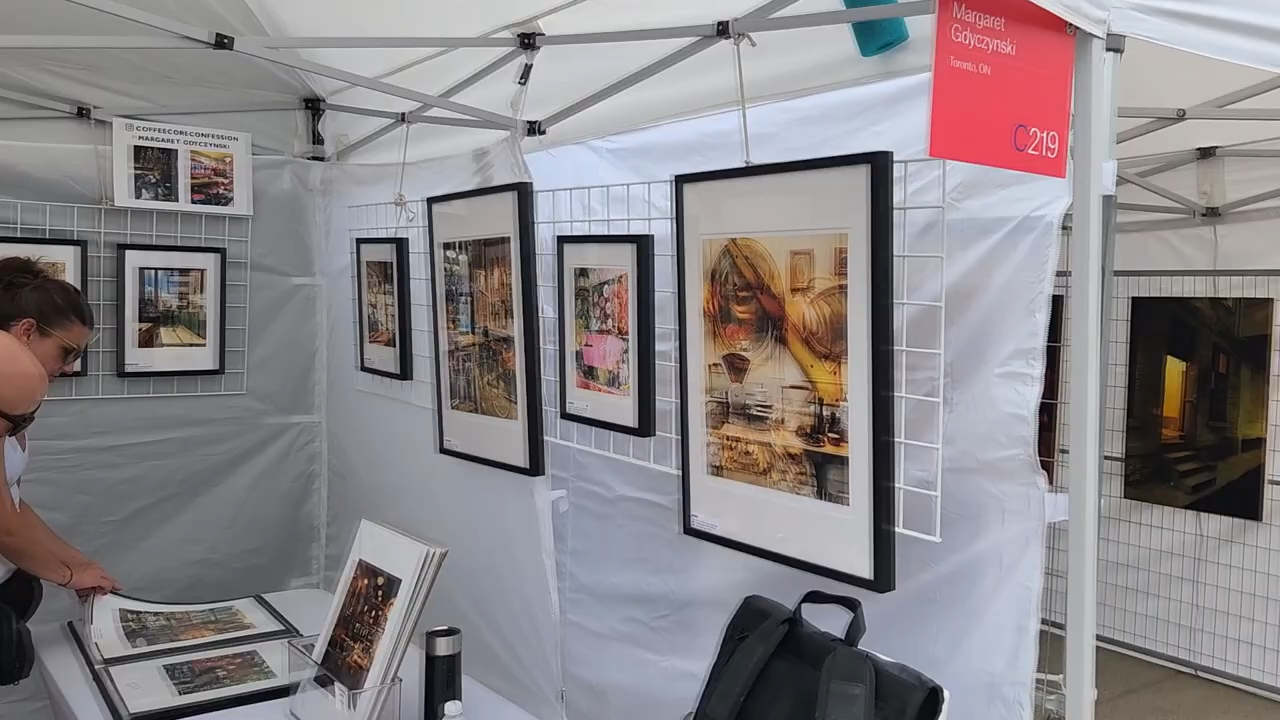 COFFEECORECONFESSION
MARGARET GDYCZYNSKI
Margaret
Gdyczynski
Toronto, ON
C219